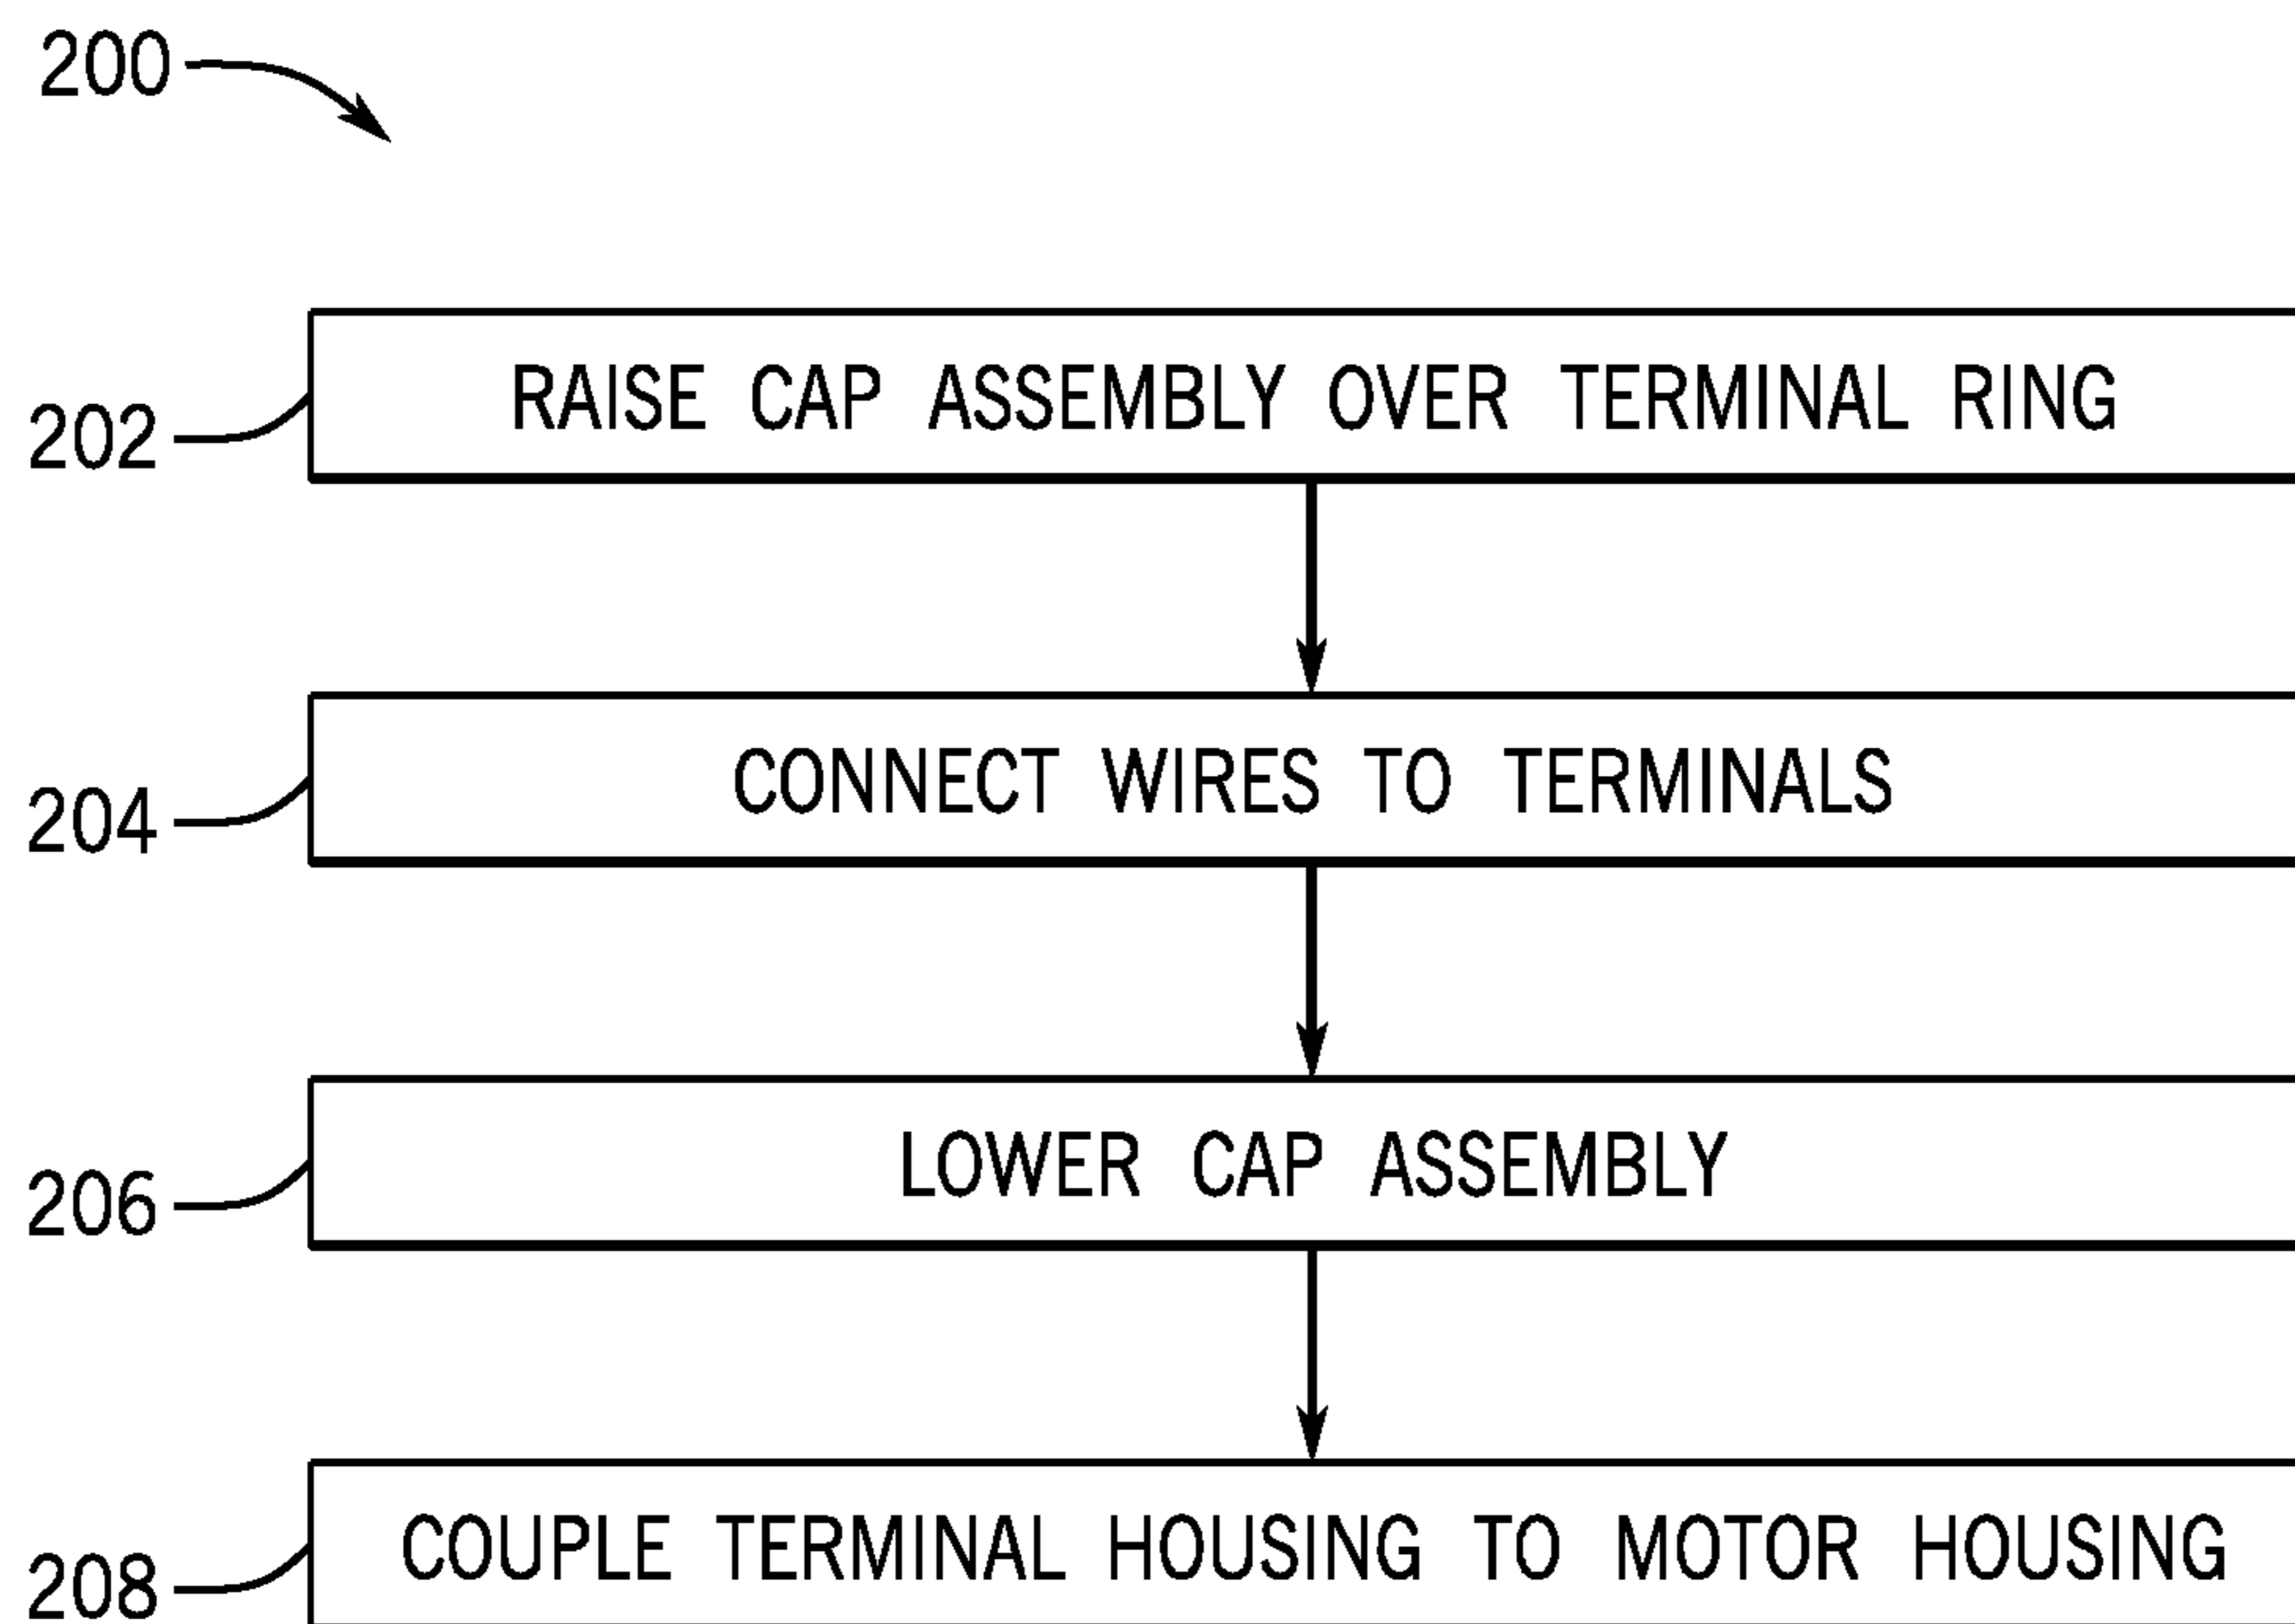 200
202 RAISE CAP ASSEMBLY OVER TERMINAL RING
204 CONNECT WIRES TO TERMINALS
206 LOWER CAP ASSEMBLY
208 COUPLE TERMINAL HOUSING TO MOTOR HOUSING